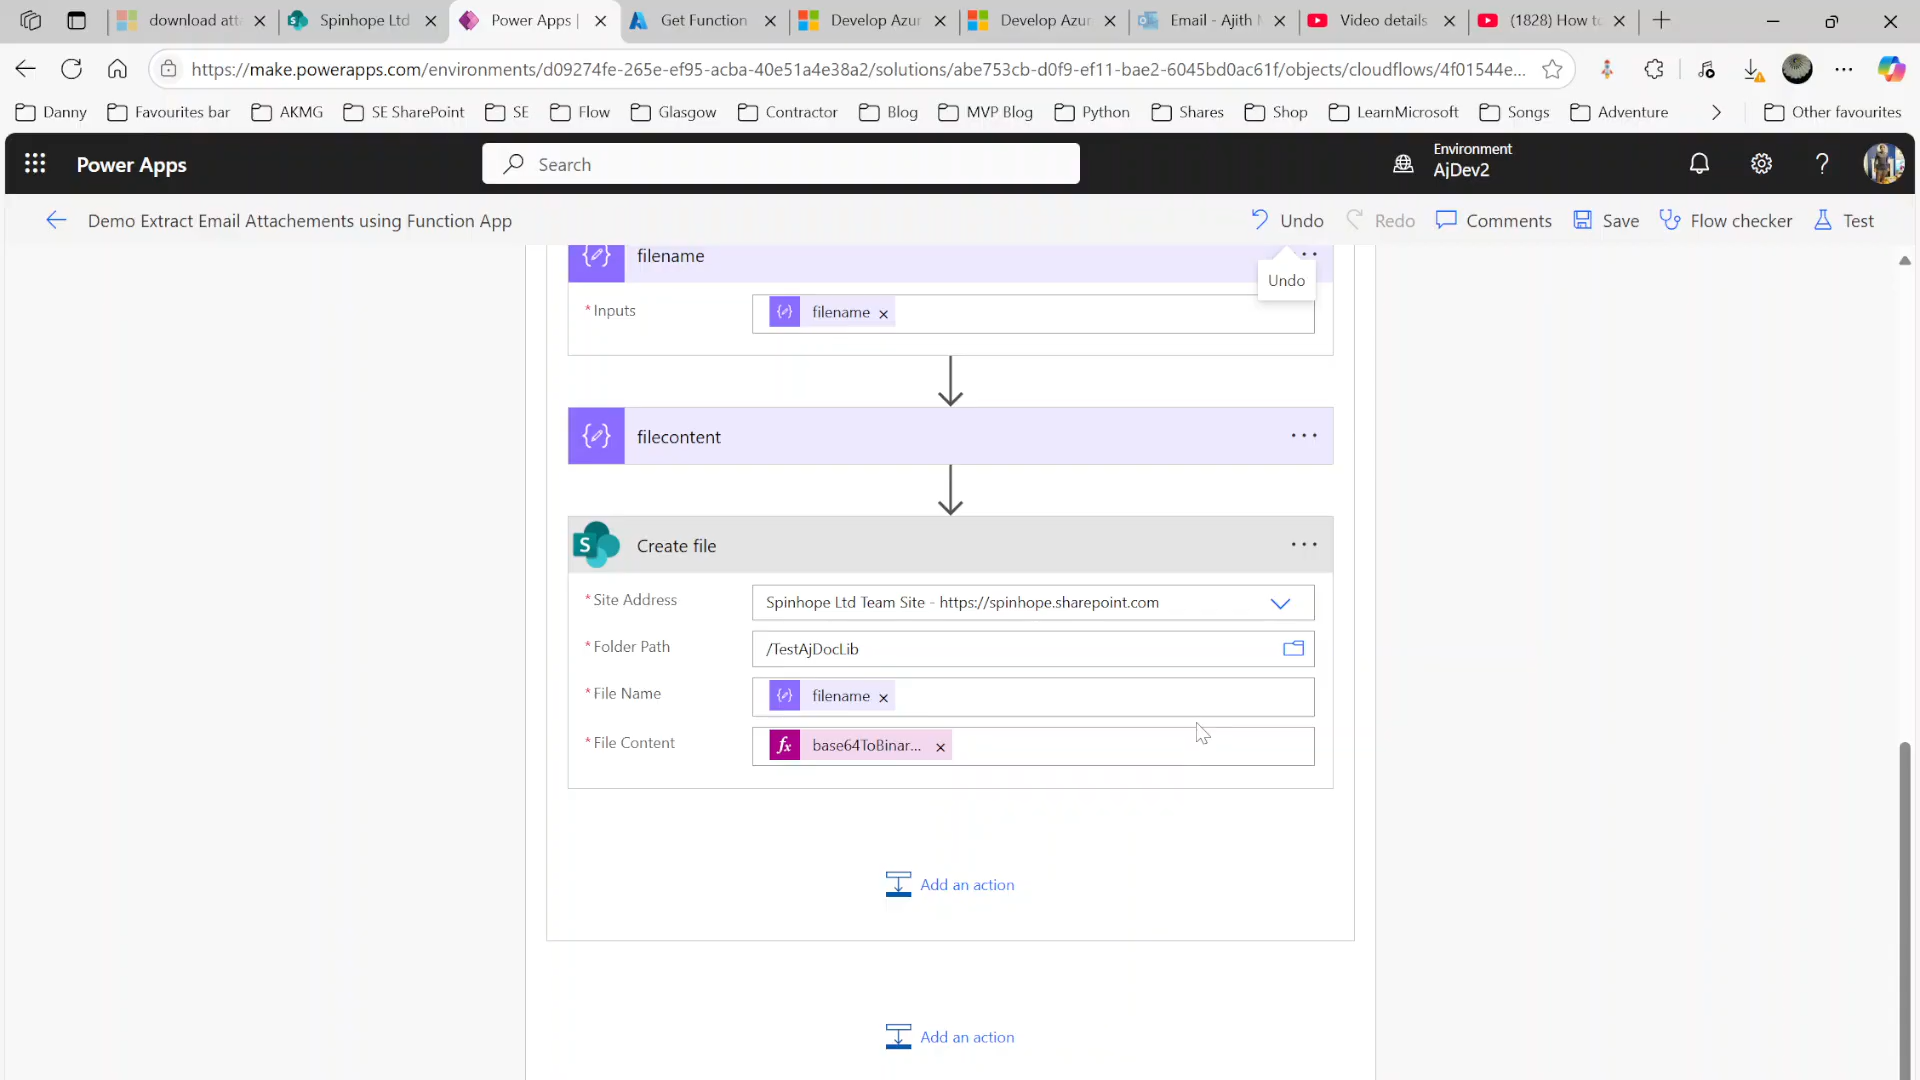 download atta
Spinhope Ltd
Power Apps |
Get Function
Develop Azur
Develop Azur
Email - Ajith M
Video details
(1828) How to
https://make.powerapps.com/environments/d09274fe-265e-ef95-acba-40e51a4e38a2/solutions/abe753cb-d0f9-ef11-bae2-6045bd0ac61f/objects/cloudflows/4f01544e...
Danny
Favourites bar
AKMG
SE SharePoint
SE
Flow
Glasgow
Contractor
Blog
MVP Blog
Python
Shares
Shop
LearnMicrosoft
Songs
Adventure
Other favourites
Power Apps
Search
Environment
AjDev2
Demo Extract Email Attachements using Function App
Undo
Redo
Comments
Save
Flow checker
Test
filename
Undo
* Inputs
filename
filecontent
Create file
* Site Address
Spinhope Ltd Team Site - https://spinhope.sharepoint.com
* Folder Path
/TestAjDocLib
* File Name
filename
* File Content
fx base64ToBinar...
Add an action
Add an action